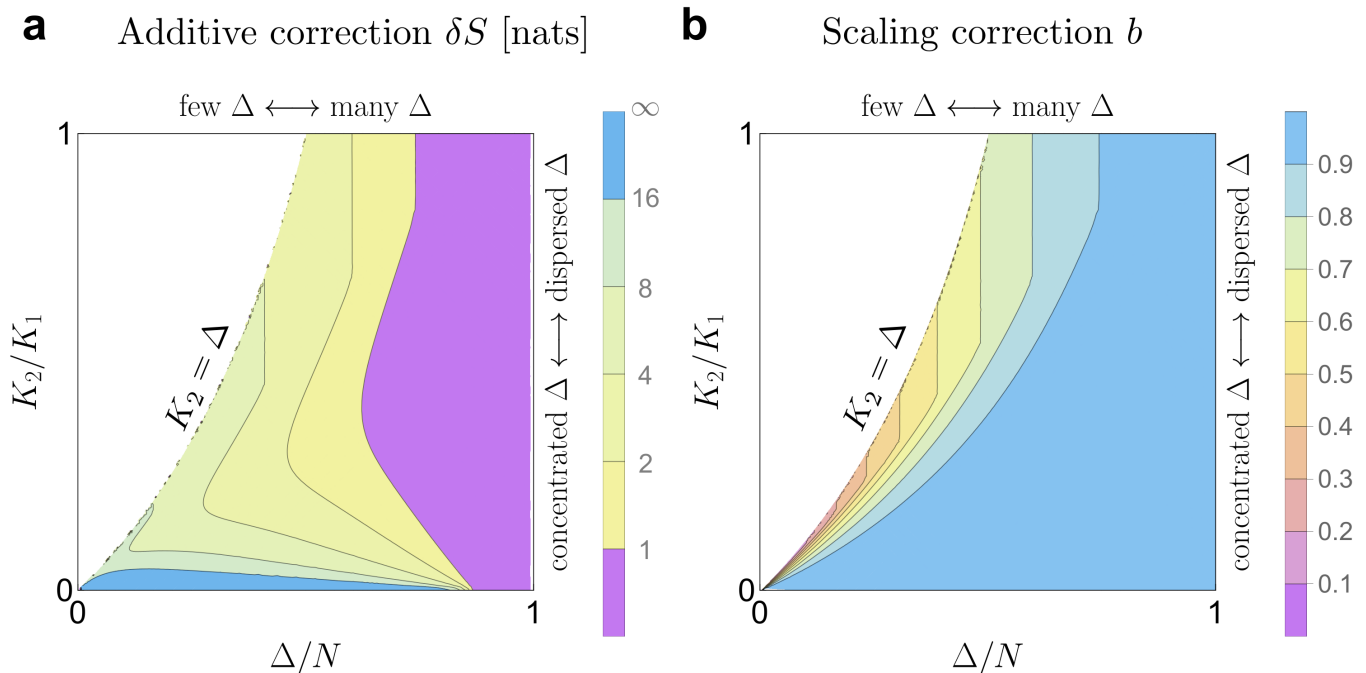 a Additive correction δS [nats]
few Δ ⟷ many Δ
1
K₂/K₁
0
K₂ = Δ
0
1
Δ/N
concentrated Δ ⟷ dispersed Δ
∞
16
8
4
2
1
b Scaling correction b
few Δ ⟷ many Δ
1
K₂/K₁
0
K₂ = Δ
0
1
Δ/N
concentrated Δ ⟷ dispersed Δ
0.9
0.8
0.7
0.6
0.5
0.4
0.3
0.2
0.1